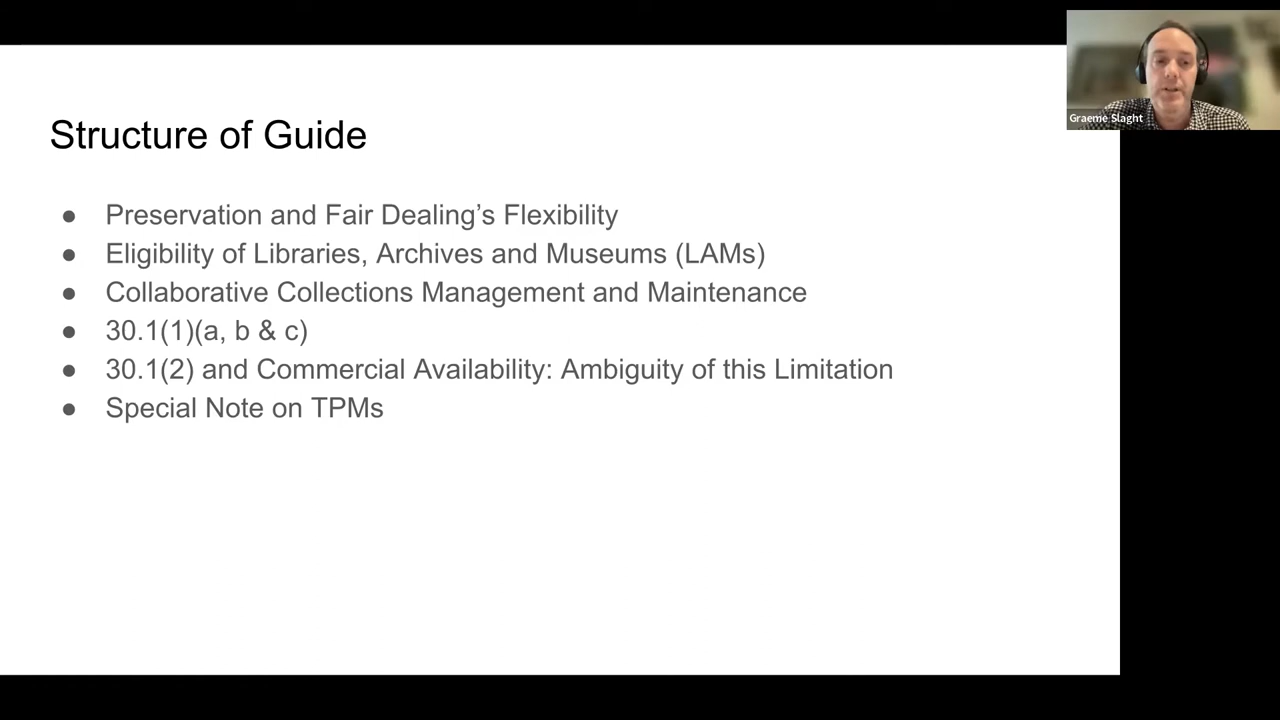 Graeme Slaght
Structure of Guide
● Preservation and Fair Dealing’s Flexibility
● Eligibility of Libraries, Archives and Museums (LAMs)
● Collaborative Collections Management and Maintenance
● 30.1(1)(a, b & c)
● 30.1(2) and Commercial Availability: Ambiguity of this Limitation
● Special Note on TPMs